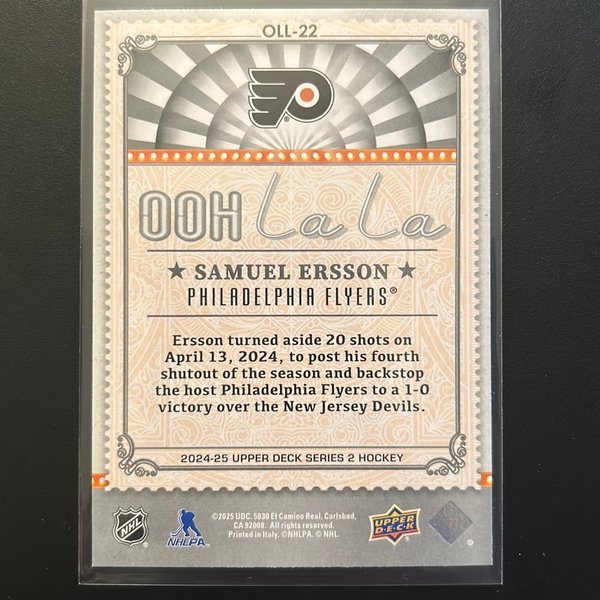 OLL-22
OOH La La
★ SAMUEL ERSSON ★
PHILADELPHIA FLYERS®
Ersson turned aside 20 shots on
April 13, 2024, to post his fourth
shutout of the season and backstop
the host Philadelphia Flyers to a 1-0
victory over the New Jersey Devils.
2024-25 UPPER DECK SERIES 2 HOCKEY
NHL
NHLPA
©2025 UDC, 5830 El Camino Real, Carlsbad,
CA 92008. All rights reserved.
Printed in Italy. ©NHLPA. © NHL.
UPPER DECK